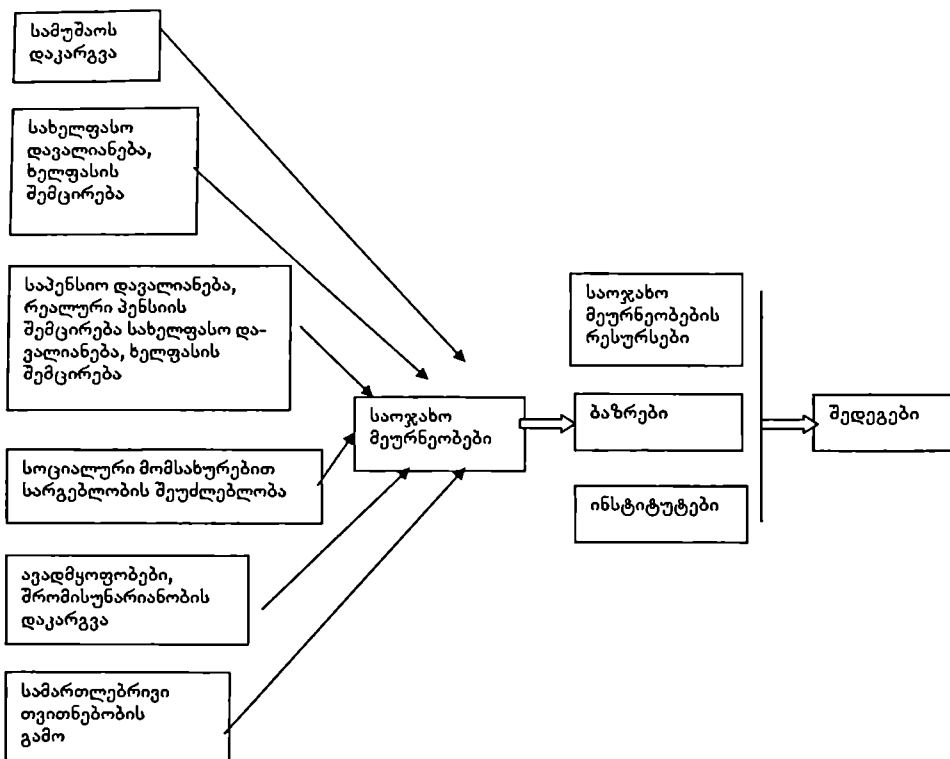 სამუშაოს
დაკარგვა
სახელფასო
დავალიანება,
ხელფასის
შემცირება
საპენსიო დავალიანება,
რეალური პენსიის
შემცირება სახელფასო და-
ვალიანება, ხელფასის
შემცირება
სოციალური მომსახურებით
სარგებლობის შეუძლებლობა
ავადმყოფობები,
შრომისუნარიანობის
დაკარგვა
სამართლებრივი
თვითნებობის
გამო
საოჯახო
მეურნეობები
საოჯახო
მეურნეობების
რესურსები
ბაზრები
ინსტიტუტები
შედეგები